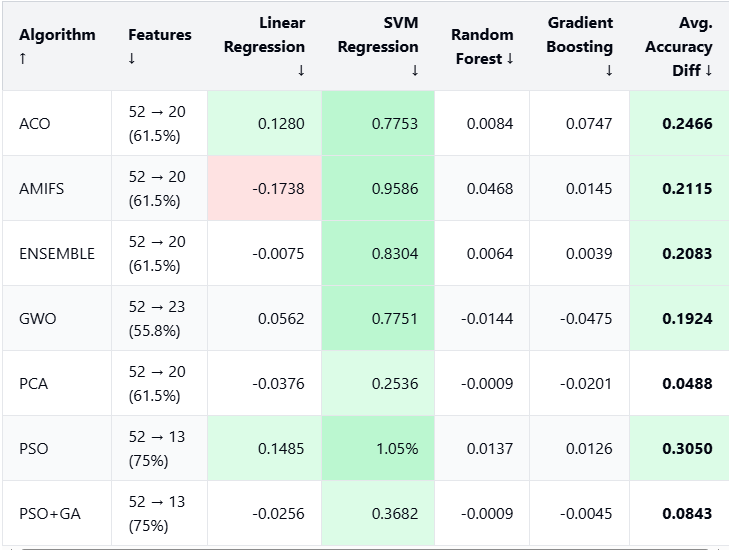 Algorithm ↑ Features ↓ Linear Regression ↓ SVM Regression ↓ Random Forest ↓ Gradient Boosting ↓ Avg. Accuracy Diff ↓
ACO 52 → 20 (61.5%) 0.1280 0.7753 0.0084 0.0747 0.2466
AMIFS 52 → 20 (61.5%) -0.1738 0.9586 0.0468 0.0145 0.2115
ENSEMBLE 52 → 20 (61.5%) -0.0075 0.8304 0.0064 0.0039 0.2083
GWO 52 → 23 (55.8%) 0.0562 0.7751 -0.0144 -0.0475 0.1924
PCA 52 → 20 (61.5%) -0.0376 0.2536 -0.0009 -0.0201 0.0488
PSO 52 → 13 (75%) 0.1485 1.05% 0.0137 0.0126 0.3050
PSO+GA 52 → 13 (75%) -0.0256 0.3682 -0.0009 -0.0045 0.0843